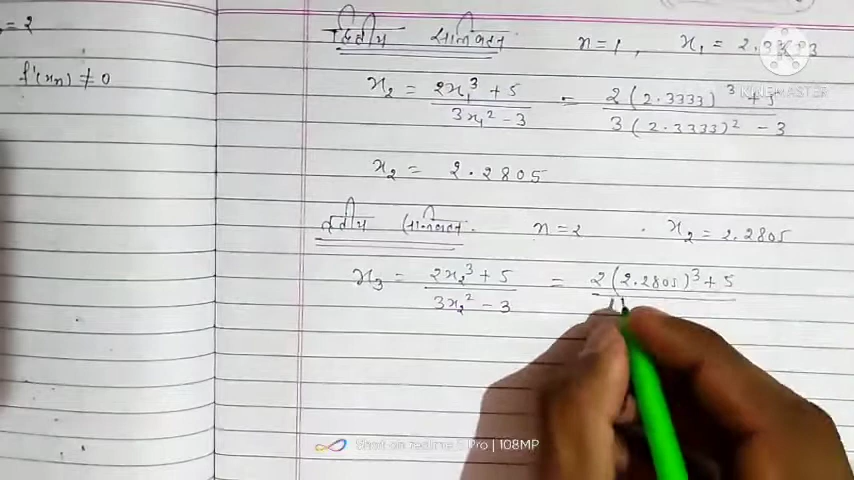 = 2
f'(xn) ≠ 0
द्वितीय सन्निकटन n = 1, x₁ = 2.3333
x₂ = (2x₁³ + 5)/(3x₁² - 3) = (2(2.3333)³ + 5)/(3(2.3333)² - 3)
x₂ = 2.2805
तृतीय सन्निकटन n = 2 x₂ = 2.2805
x₃ = (2x₂³ + 5)/(3x₂² - 3) = 2(2.2805)³ + 5
Shot on realme Pro | 108MP